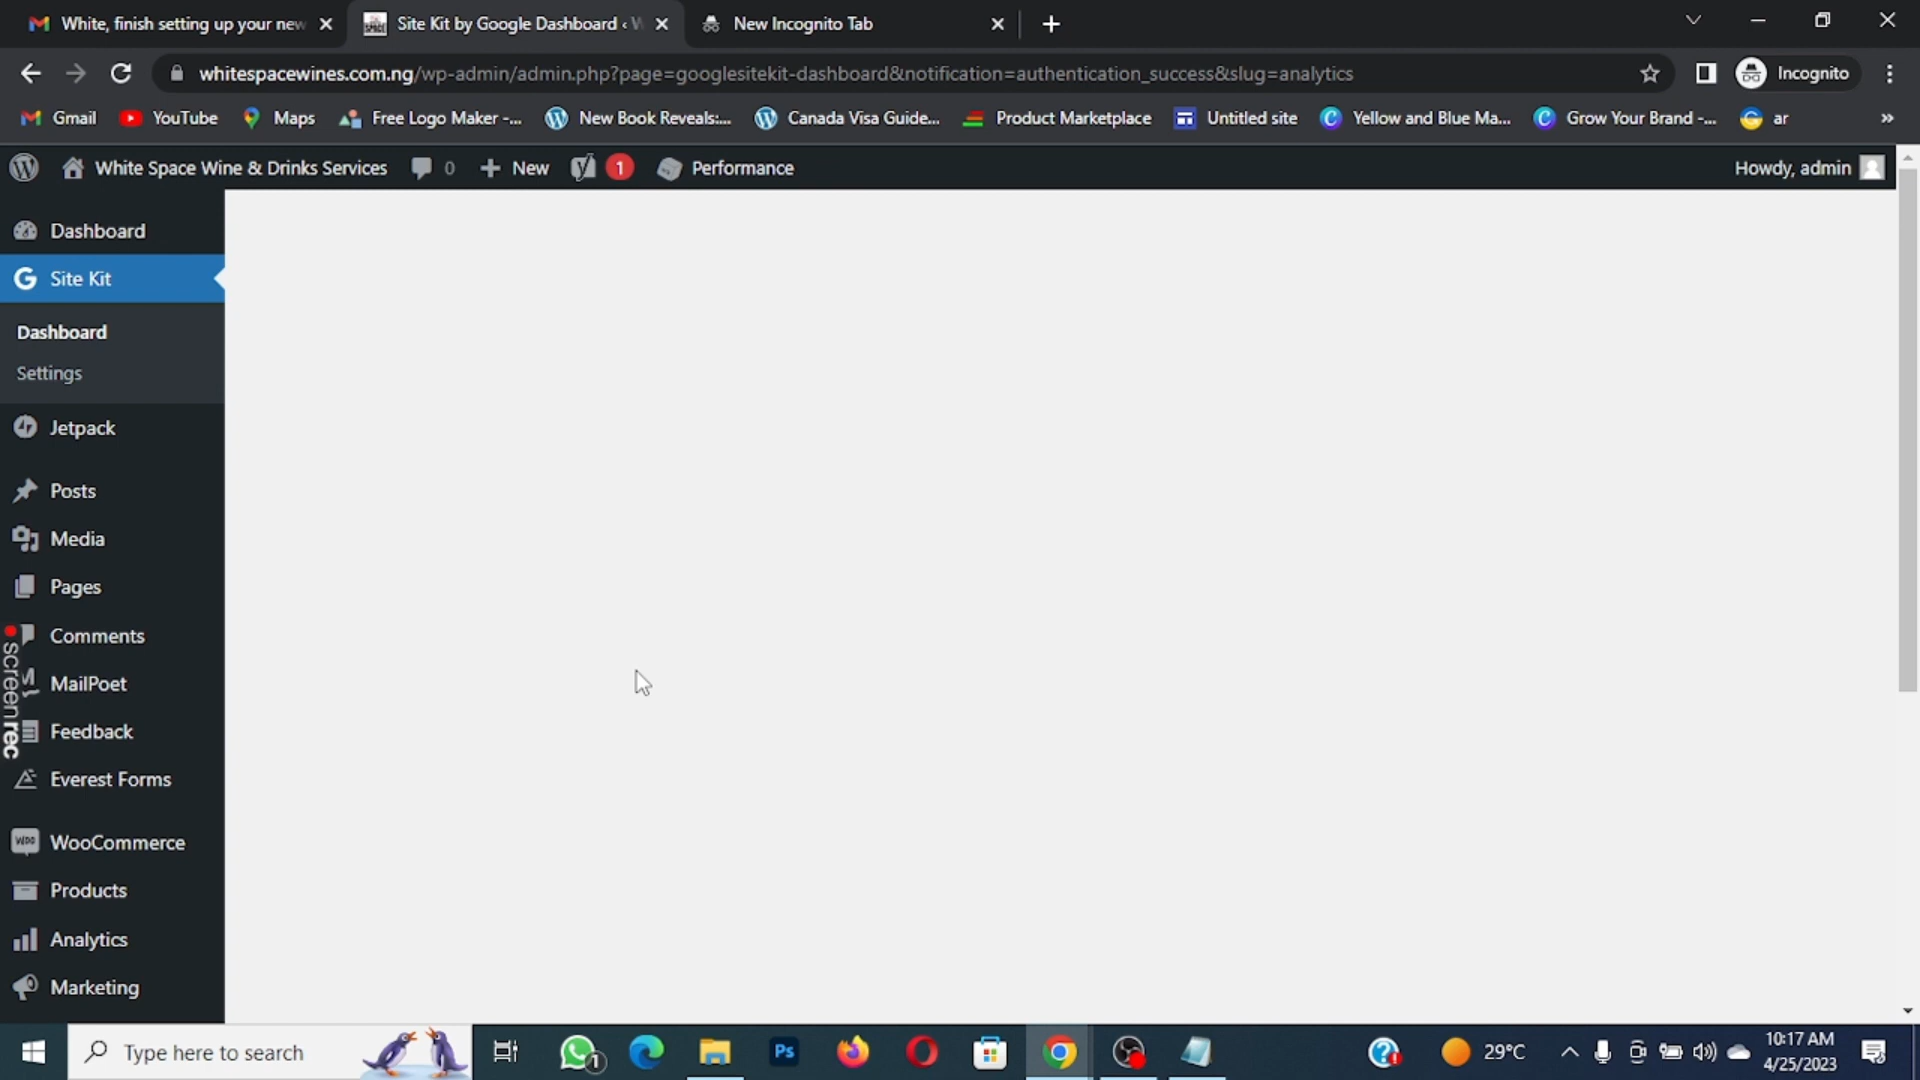 White, finish setting up your new
Site Kit by Google Dashboard ‹ W
New Incognito Tab
whitespacewines.com.ng/wp-admin/admin.php?page=googlesitekit-dashboard&notification=authentication_success&slug=analytics
Incognito
Gmail
YouTube
Maps
Free Logo Maker -...
New Book Reveals:...
Canada Visa Guide...
Product Marketplace
Untitled site
Yellow and Blue Ma...
Grow Your Brand -...
ar
»
White Space Wine & Drinks Services
0
New
1
Performance
Howdy, admin
Dashboard
Site Kit
Dashboard
Settings
Jetpack
Posts
Media
Pages
Comments
MailPoet
Feedback
Everest Forms
WooCommerce
Products
Analytics
Marketing
screenrec
Type here to search
1
Ps
29°C
10:17 AM
4/25/2023